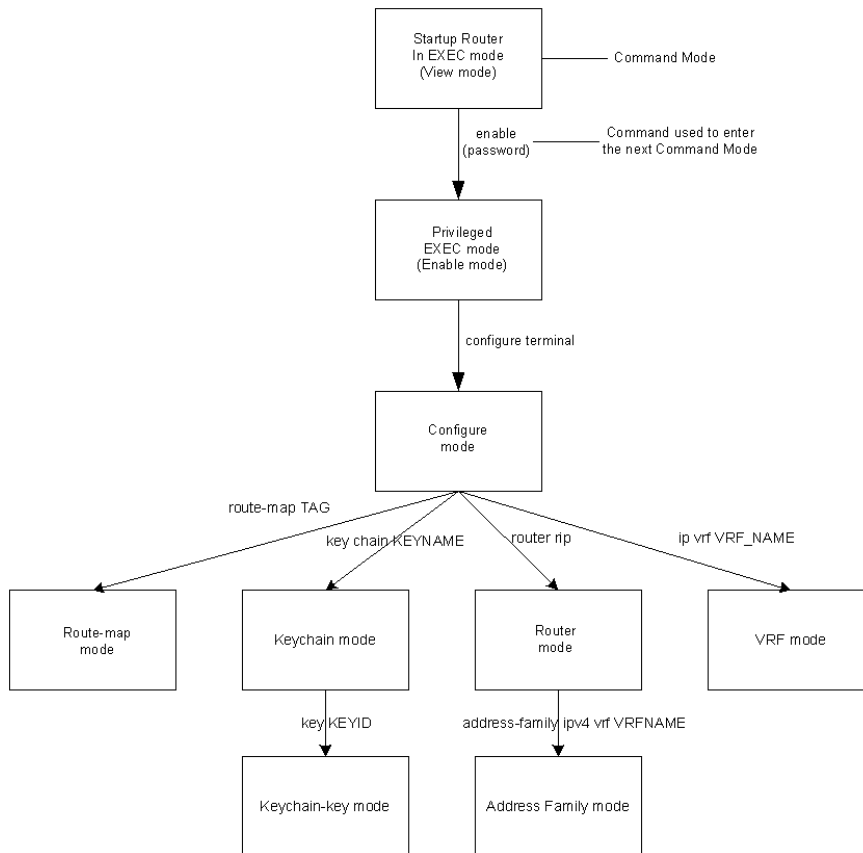 Startup Router
In EXEC mode
(View mode)
Command Mode
enable
(password)
Command used to enter
the next Command Mode
Privileged
EXEC mode
(Enable mode)
configure terminal
Configure
mode
route-map TAG
key chain KEYNAME
router rip
ip vrf VRF_NAME
Route-map
mode
Keychain mode
Router
mode
VRF mode
key KEYID
address-family ipv4 vrf VRFNAME
Keychain-key mode
Address Family mode